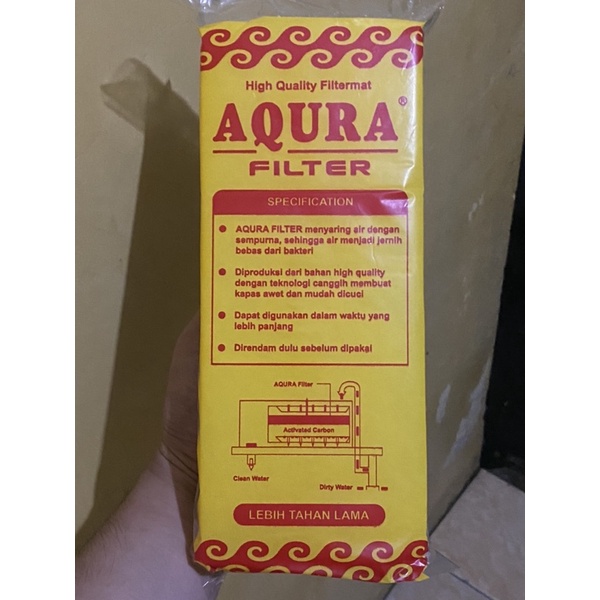 High Quality Filtermat
AQURA®
FILTER
SPECIFICATION
AQURA FILTER menyaring air dengan
sempurna, sehingga air menjadi jernih
bebas dari bakteri
Diproduksi dari bahan high quality
dengan teknologi canggih membuat
kapas awet dan mudah dicuci
Dapat digunakan dalam waktu yang
lebih panjang
Direndam dulu sebelum dipakai
AQURA Filter
Activated Carbon
Clean Water
Dirty Water
LEBIH TAHAN LAMA